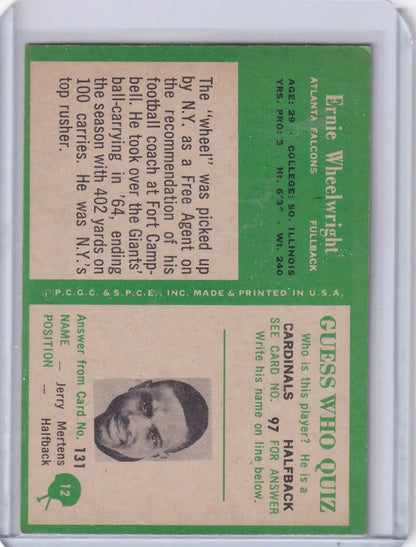 Ernie Wheelwright
ATLANTA FALCONS FULLBACK
AGE: 29 · COLLEGE: SO. ILLINOIS
YRS. PRO: 3 · Ht. 6'3" · Wt. 240
The "wheel" was picked up
by N.Y. as a Free Agent on
the recommendation of his
football coach at Fort Camp-
bell. He took over the Giants'
ball-carrying in '64, ending
the season with 402 yards on
100 carries. He was N.Y.'s
top rusher.
©P.C.G.C. & S.P.C.E., INC. MADE & PRINTED IN U.S.A.
GUESS WHO QUIZ
Who is this player? He is a
CARDINALS HALFBACK
SEE CARD NO. 97 FOR ANSWER
Write his name on line below.
Answer from Card No. 131
NAME — Jerry Mertens
POSITION — Halfback
12